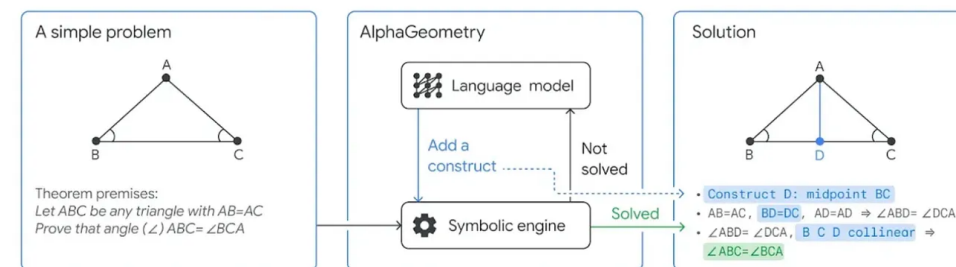 A simple problem
A
B
C
Theorem premises:
Let ABC be any triangle with AB=AC
Prove that angle (∠) ABC= ∠BCA
AlphaGeometry
Language model
Add a
construct
Not
solved
Symbolic engine
Solved
Solution
A
B
D
C
• Construct D: midpoint BC
• AB=AC, BD=DC, AD=AD ⇒ ∠ABD= ∠DCA
• ∠ABD= ∠DCA, B C D collinear ⇒
∠ABC=∠BCA